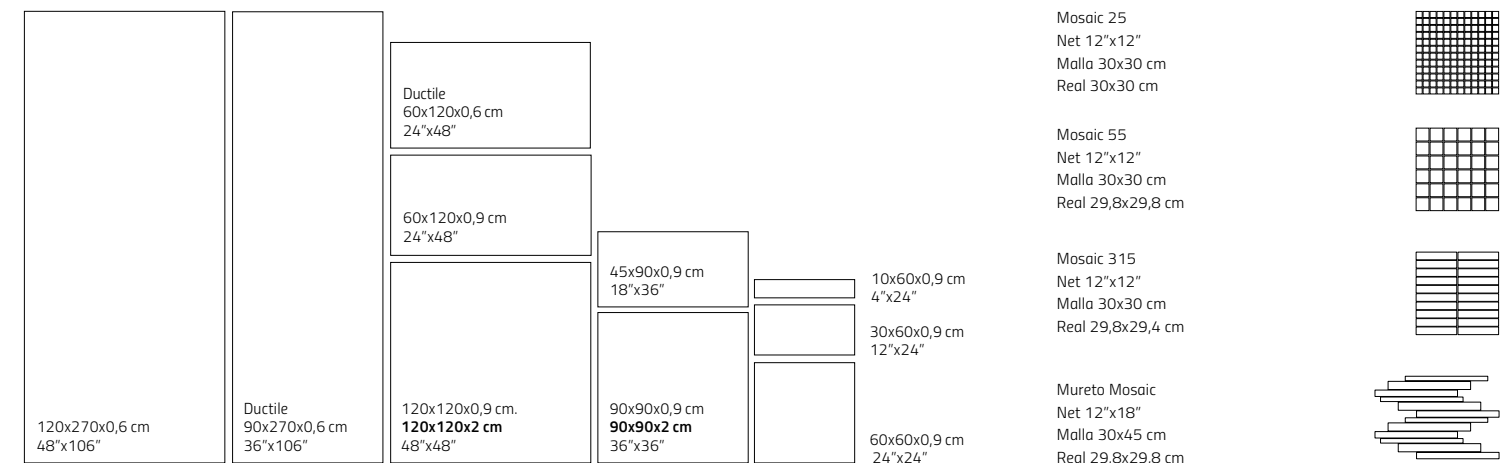 120x270x0,6 cm
48”x106”
Ductile
90x270x0,6 cm
36”x106”
Ductile
60x120x0,6 cm
24”x48”
60x120x0,9 cm
24”x48”
120x120x0,9 cm.
120x120x2 cm
48”x48”
45x90x0,9 cm
18”x36”
90x90x0,9 cm
90x90x2 cm
36”x36”
10x60x0,9 cm
4”x24”
30x60x0,9 cm
12”x24”
60x60x0,9 cm
24”x24”
Mosaic 25
Net 12”x12”
Malla 30x30 cm
Real 30x30 cm
Mosaic 55
Net 12”x12”
Malla 30x30 cm
Real 29,8x29,8 cm
Mosaic 315
Net 12”x12”
Malla 30x30 cm
Real 29,8x29,4 cm
Mureto Mosaic
Net 12”x18”
Malla 30x45 cm
Real 29,8x29,8 cm